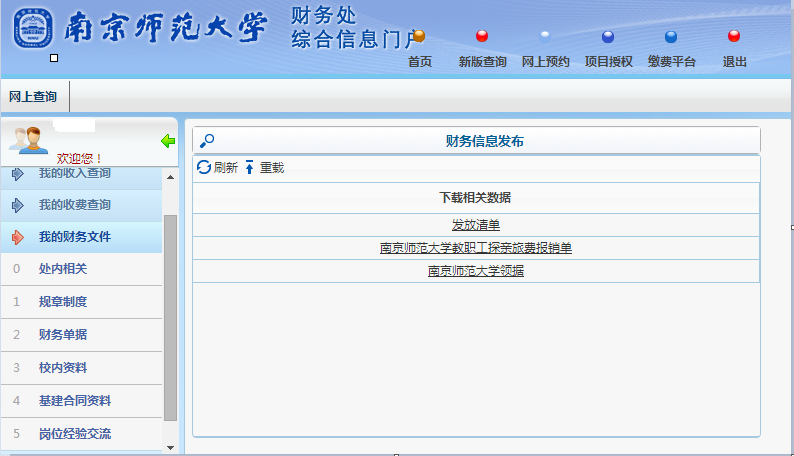 南京师范大学
财务处
综合信息门户
首页 新版查询 网上预约 项目授权 缴费平台 退出
网上查询
欢迎您！
我的收入查询
我的收费查询
我的财务文件
0 处内相关
1 规章制度
2 财务单据
3 校内资料
4 基建合同资料
5 岗位经验交流
财务信息发布
刷新 重载
下载相关数据
发放清单
南京师范大学教职工探亲旅费报销单
南京师范大学领据